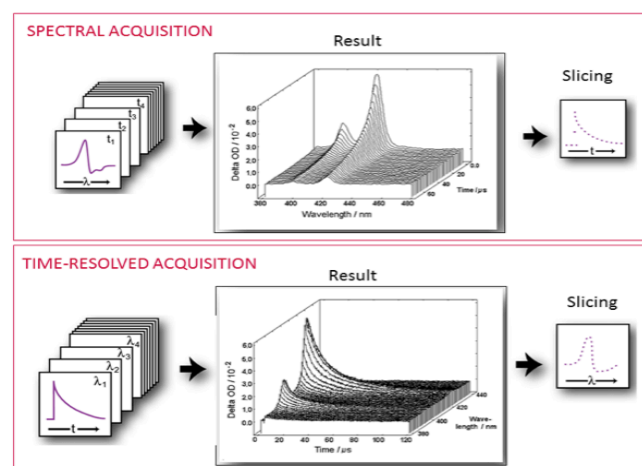 SPECTRAL ACQUISITION
Result
Slicing
t4
t3
t2
t1
λ
Delta OD / 10⁻²
6.0
5.0
4.0
3.0
2.0
1.0
0.0
360
400
420
440
460
480
Wavelength / nm
60
40
20
0.0
Time / µs
t
TIME-RESOLVED ACQUISITION
Result
Slicing
λ4
λ3
λ2
λ1
t
Delta OD / 10⁻²
6.0
5.0
4.0
3.0
2.0
1.0
0.0
0
20
40
60
80
100
120
Time / µs
390
420
440
Wave-
length / nm
λ